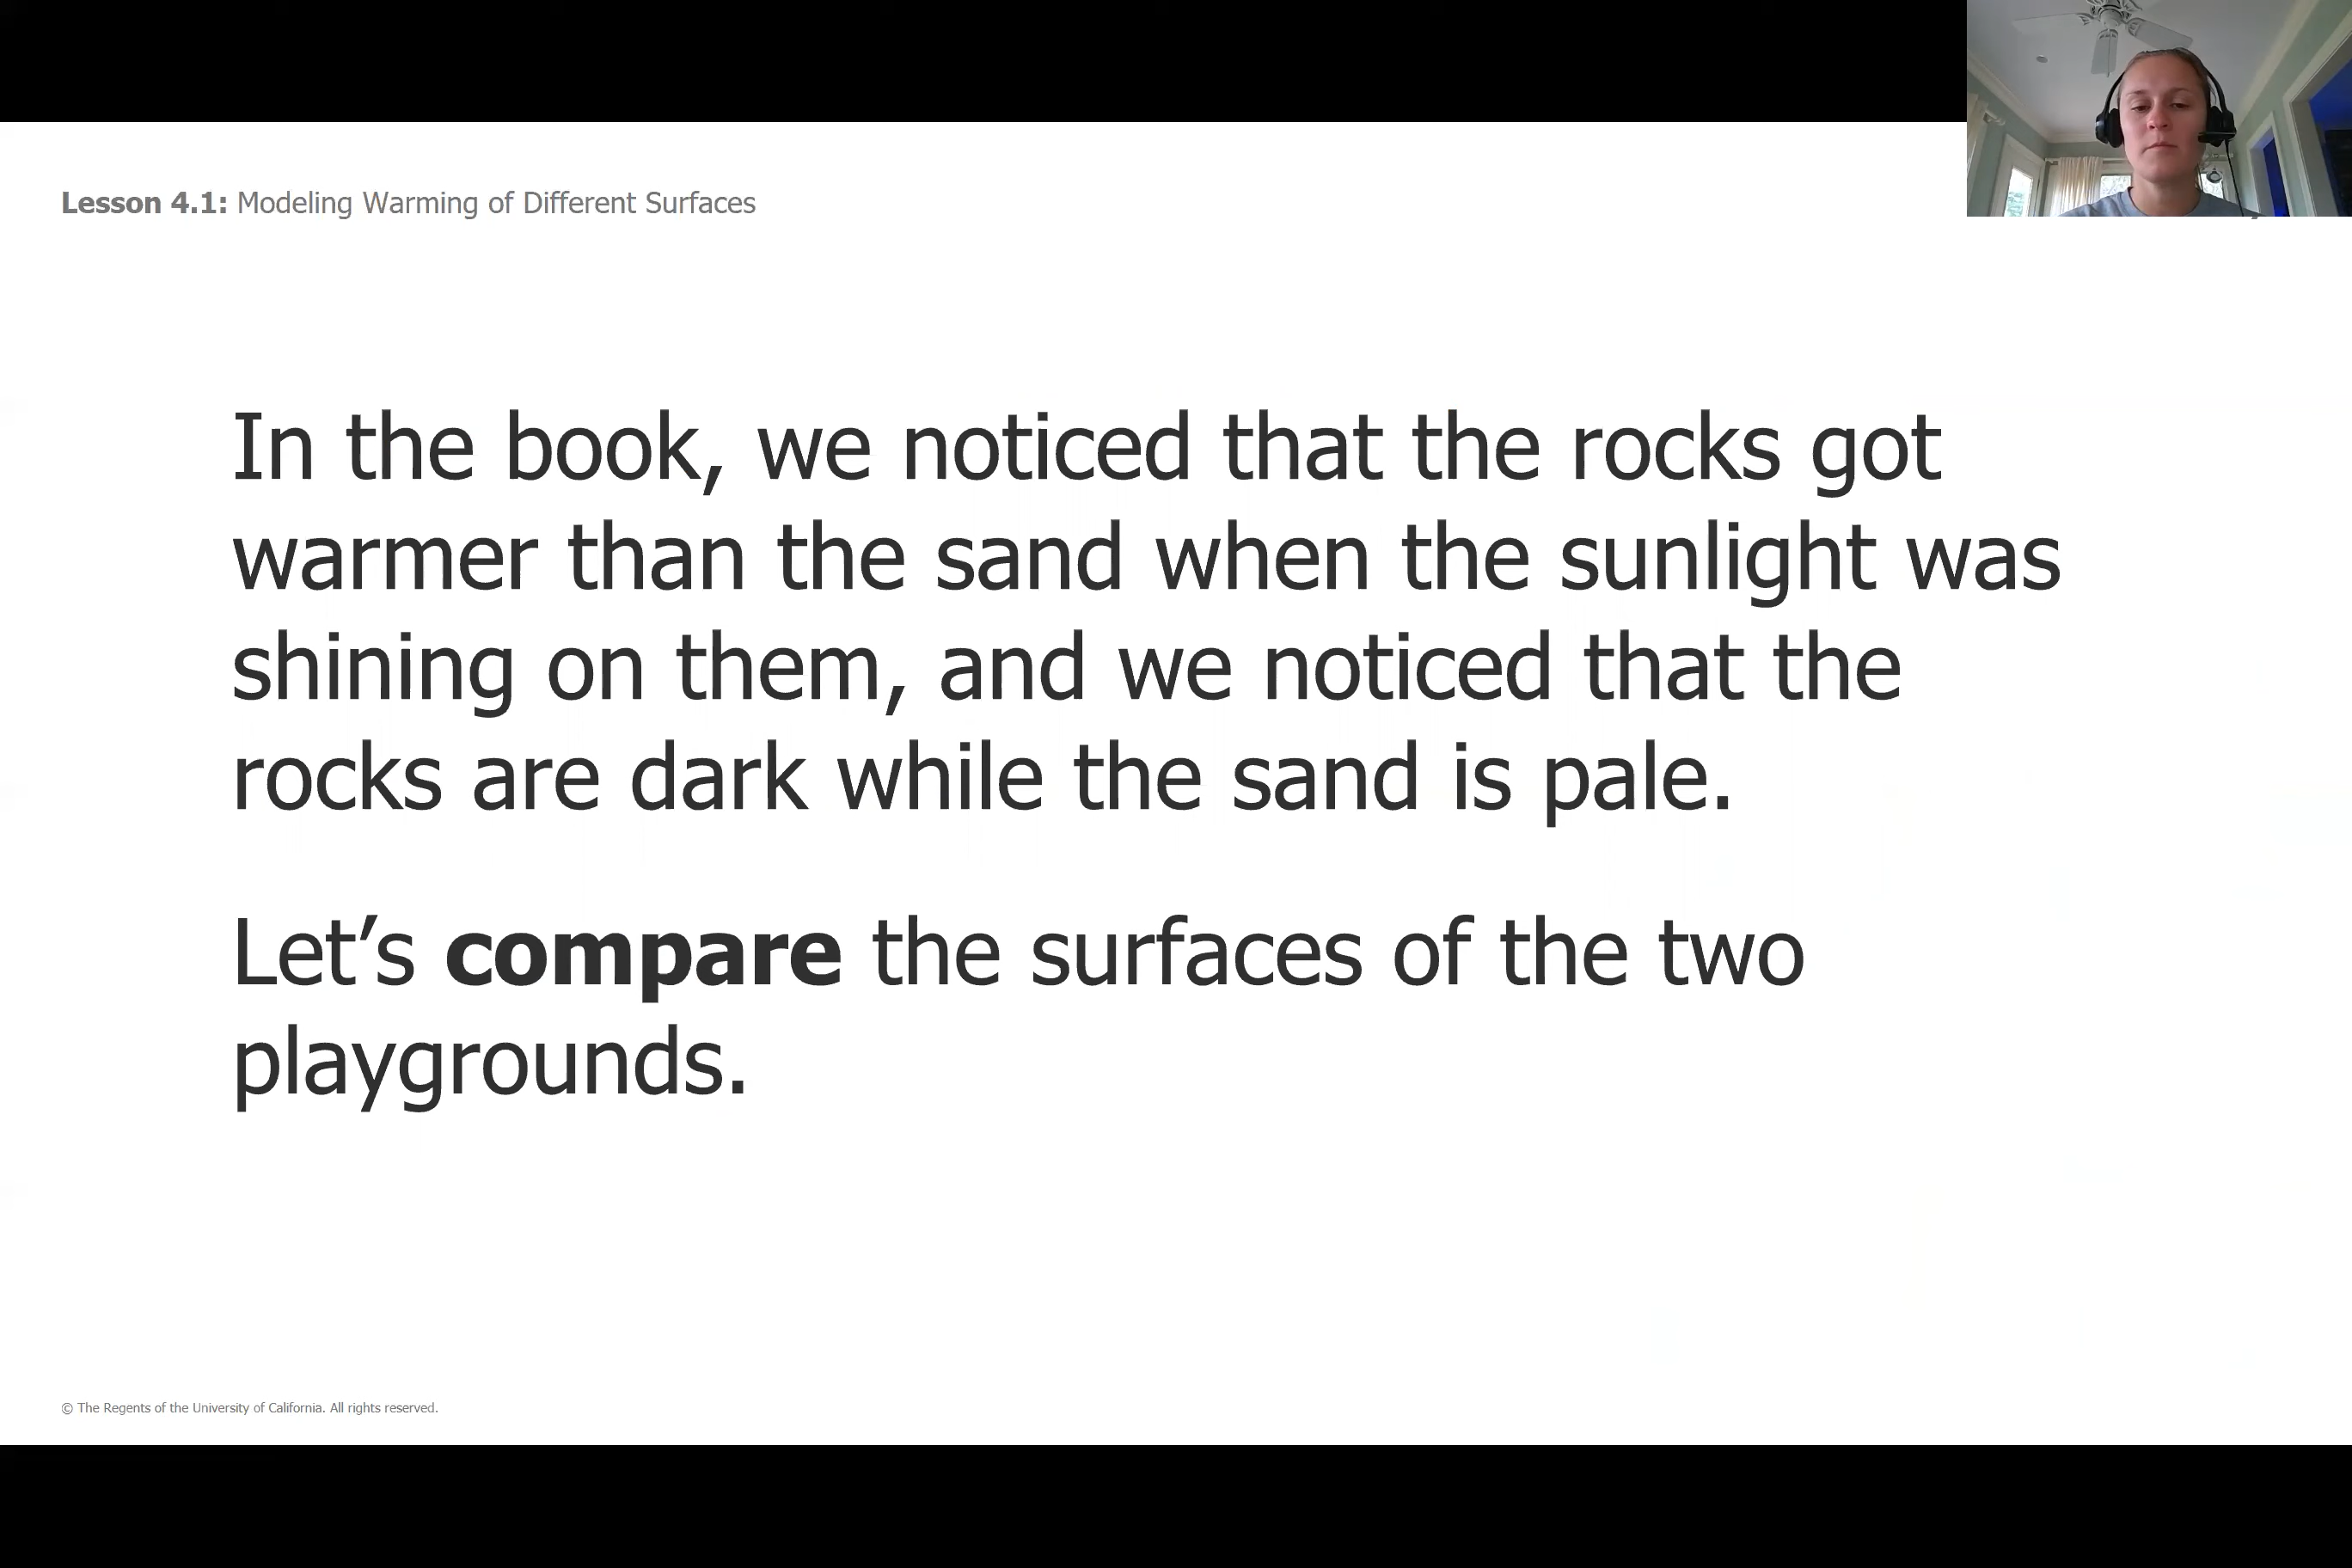 Lesson 4.1: Modeling Warming of Different Surfaces
In the book, we noticed that the rocks got
warmer than the sand when the sunlight was
shining on them, and we noticed that the
rocks are dark while the sand is pale.
Let’s compare the surfaces of the two
playgrounds.
© The Regents of the University of California. All rights reserved.